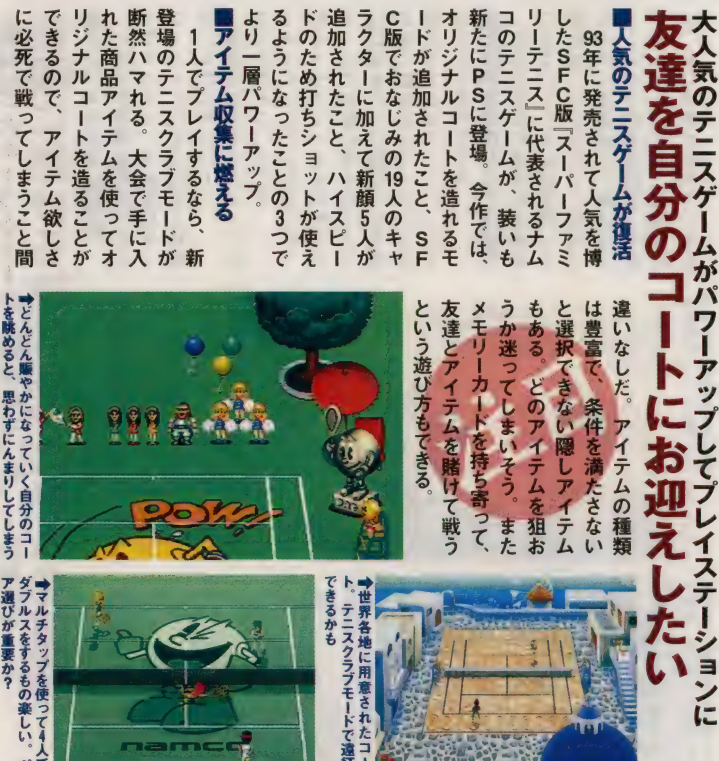 大人気のテニスゲームがパワーアップしてプレイステーションに
友達を自分のコートにお迎えしたい
■人気のテニスゲームが復活
93年に発売されて人気を博
したSFC版『スーパーファミ
リーテニス』に代表されるナム
コのテニスゲームが、装いも
新たにPSに登場。今作では、
オリジナルコートを造れるモ
ードが追加されたこと、SF
C版でおなじみの19人のキャ
ラクターに加えて新顔5人が
追加されたこと、ハイスピー
ドのため打ちショットが使え
るようになったことの3つで
より一層パワーアップ。
■アイテム収集に燃える
1人でプレイするなら、新
登場のテニスクラブモードが
断然ハマれる。大会で手に入
れた商品アイテムを使ってオ
リジナルコートを造ることが
できるので、アイテム欲しさ
に必死で戦ってしまうこと間
違いなしだ。アイテムの種類
は豊富で、条件を満たさない
と選択できない隠しアイテム
もある。どのアイテムを狙お
うか迷ってしまいそう。また
メモリーカードを持ち寄って、
友達とアイテムを賭けて戦う
という遊び方もできる。
➡どんどん賑やかになっていく自分のコー
トを眺めると、思わずにんまりしてしまう
POW!
➡世界各地に用意されたコー
ト。テニスクラブモードで遠征
できるかも
➡マルチタップを使って4人で
ダブルスをするもの楽しい。
ア選びが重要か?
namco